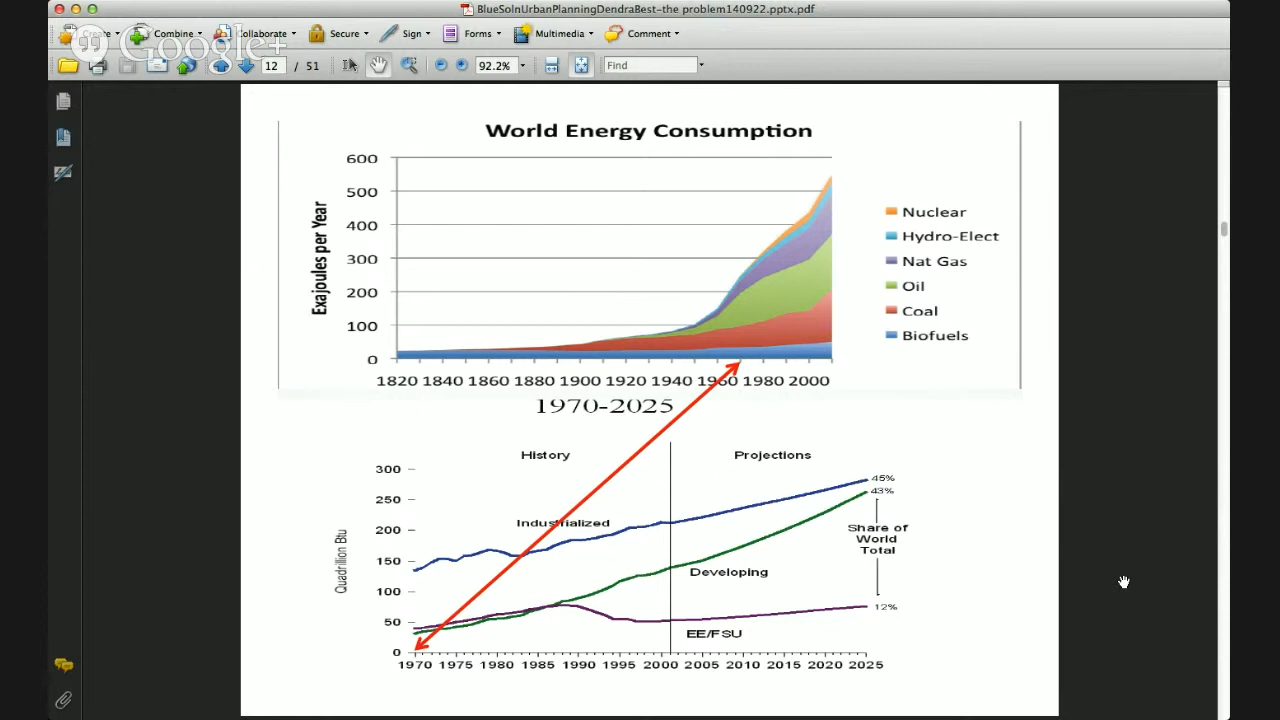 BlueSolnUrbanPlanningDendraBest-the problem140922.pptx.pdf
Create Combine Collaborate Secure Sign Forms Multimedia Comment
Google+
12 / 51 92.2% Find
World Energy Consumption
Exajoules per Year
600
500
400
300
200
100
0
1820 1840 1860 1880 1900 1920 1940 1960 1980 2000
Nuclear
Hydro-Elect
Nat Gas
Oil
Coal
Biofuels
1970-2025
History Projections
Quadrillion Btu
300
250
200
150
100
50
0
Industrialized
Developing
EE/FSU
45%
43%
Share of
World
Total
12%
1970 1975 1980 1985 1990 1995 2000 2005 2010 2015 2020 2025